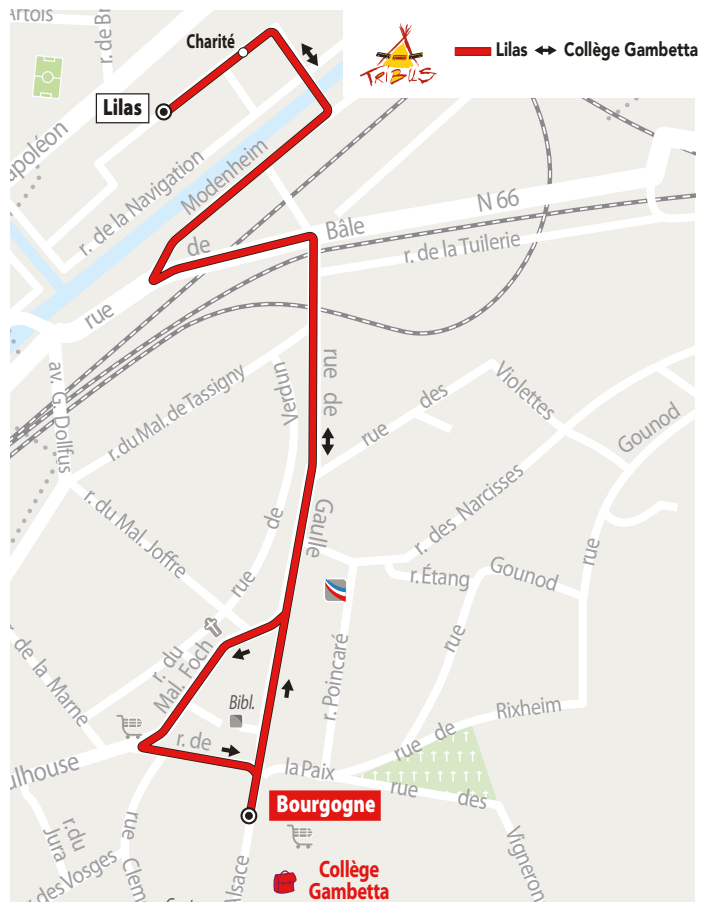 Artois
r. de Br
Charité
TRIBUS
Lilas ↔ Collège Gambetta
Lilas
apoléon
r. de la Navigation
Modenheim
N 66
de
Bâle
r. de la Tuilerie
rue
av. G. Dollfus
r. du Mal. de Tassigny
Verdun
rue de
rue
des
Violettes
Gounod
r. du Mal. Joffre
de
Gaulle
r. des Narcisses
rue
r. Étang
Gounod
rue
rue
de la Marne
r. du
Mal. Foch
r. Poincaré
Bibl.
rue de
Rixheim
r. de
la Paix
ulhouse
rue
des
Bourgogne
r. du
Jura
rue
Clem
Vigneron
r. des Vosges
Alsace
Collège
Gambetta